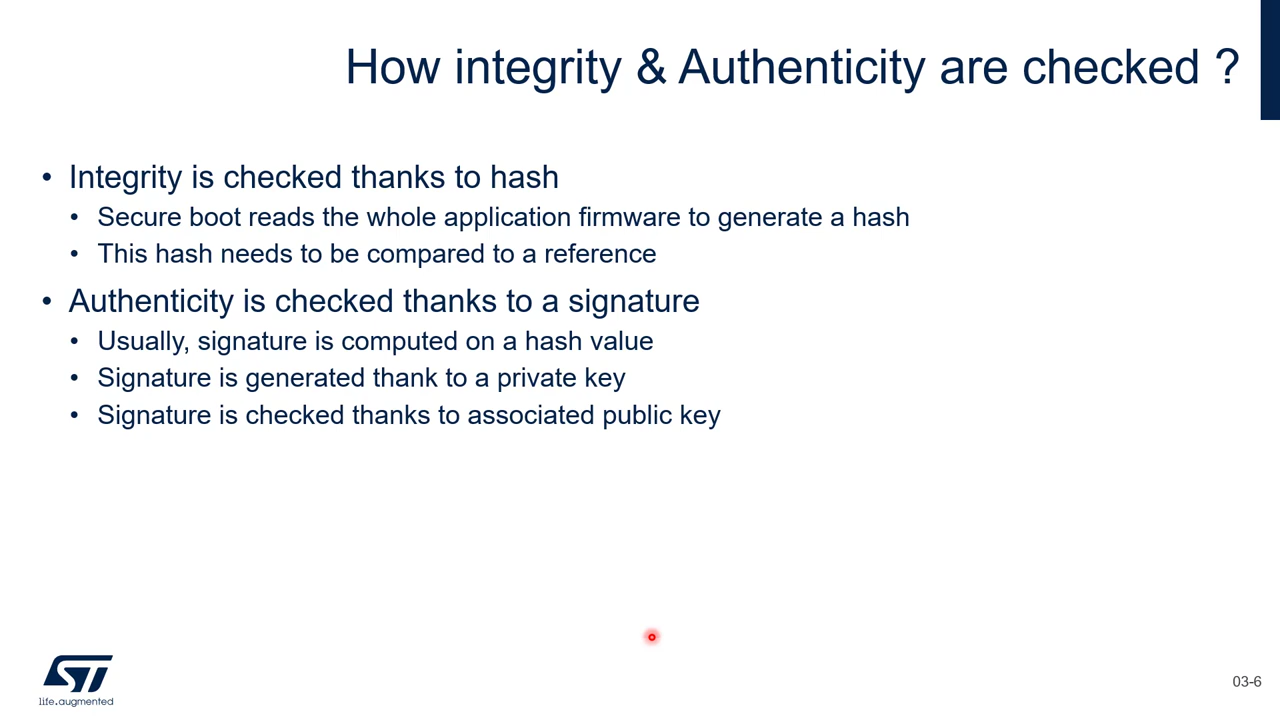 How integrity & Authenticity are checked ?
• Integrity is checked thanks to hash
• Secure boot reads the whole application firmware to generate a hash
• This hash needs to be compared to a reference
• Authenticity is checked thanks to a signature
• Usually, signature is computed on a hash value
• Signature is generated thank to a private key
• Signature is checked thanks to associated public key
ST
life.augmented
03-6